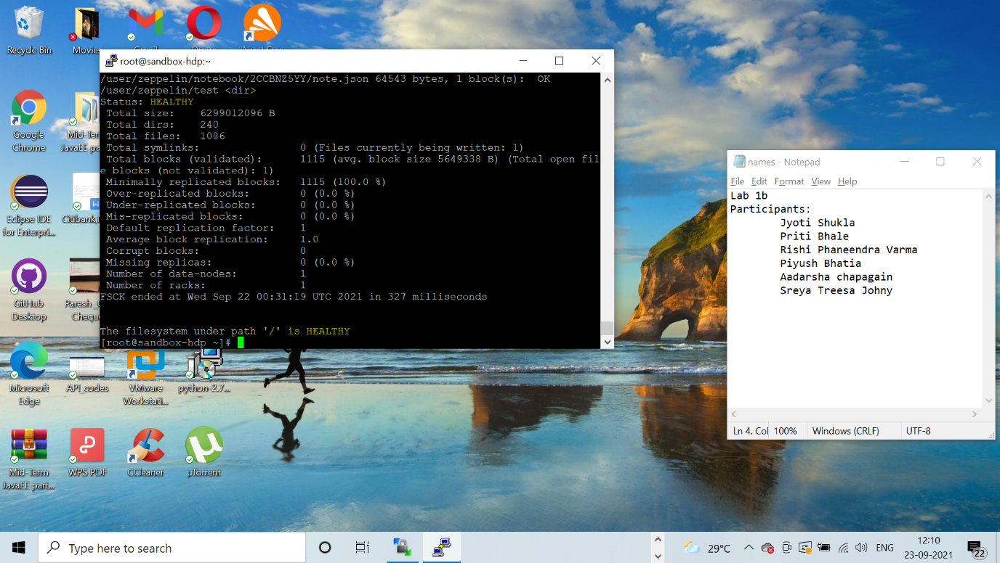 Recycle Bin
Movies
Gmail
Opera
Avast Free
Google
Chrome
Mid-Ter
JavaEE pa
Eclipse IDE
for Enterpri...
Citibank,
GitHub
Desktop
Paresh_
Chequ
Microsoft
Edge
API_codes
VMware
Workstati...
python-2.7...
Mid-Term
JavaEE part...
WPS PDF
CCleaner
µTorrent
root@sandbox-hdp:~
/user/zeppelin/notebook/2CCBNZ5YY/note.json 64543 bytes, 1 block(s):  OK
/user/zeppelin/test <dir>
Status: HEALTHY
Total size:    6299012096 B
Total dirs:    240
Total files:   1086
Total symlinks:                0 (Files currently being written: 1)
Total blocks (validated):      1115 (avg. block size 5649338 B) (Total open fil
e blocks (not validated): 1)
Minimally replicated blocks:   1115 (100.0 %)
Over-replicated blocks:        0 (0.0 %)
Under-replicated blocks:       0 (0.0 %)
Mis-replicated blocks:         0 (0.0 %)
Default replication factor:    1
Average block replication:     1.0
Corrupt blocks:                0
Missing replicas:              0 (0.0 %)
Number of data-nodes:          1
Number of racks:               1
FSCK ended at Wed Sep 22 00:31:19 UTC 2021 in 327 milliseconds
The filesystem under path '/' is HEALTHY
[root@sandbox-hdp ~]#
names - Notepad
File Edit Format View Help
Lab 1b
Participants:
Jyoti Shukla
Priti Bhale
Rishi Phaneendra Varma
Piyush Bhatia
Aadarsha chapagain
Sreya Treesa Johny
Ln 4, Col 100% Windows (CRLF) UTF-8
Type here to search
29°C
ENG
12:10
23-09-2021
22